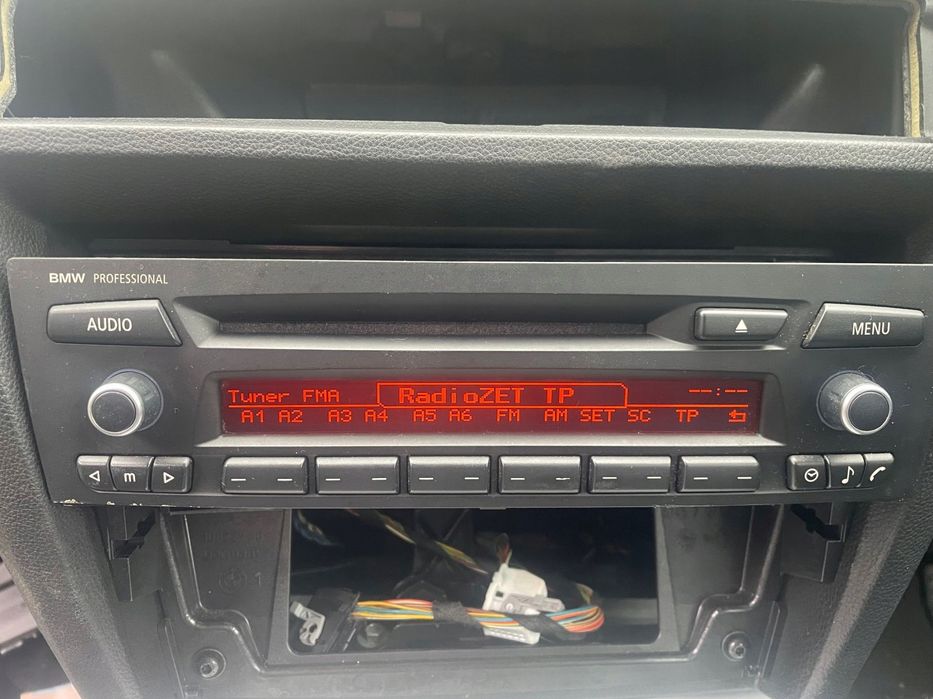 BMW PROFESSIONAL
AUDIO
MENU
Tuner FMA RadioZET TP --:--
A1 A2 A3 A4 A5 A6 FM AM SET SC TP
m
1